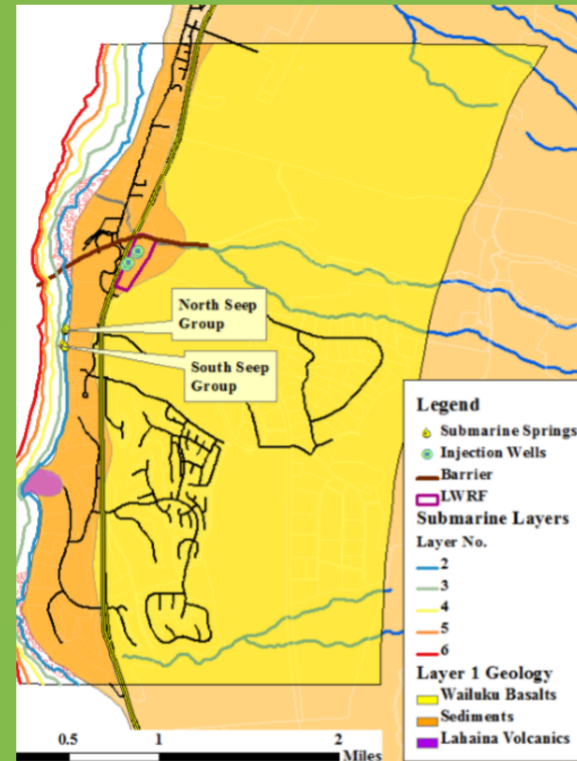 North Seep
Group
South Seep
Group
Legend
Submarine Springs
Injection Wells
Barrier
LWRF
Submarine Layers
Layer No.
2
3
4
5
6
Layer 1 Geology
Wailuku Basalts
Sediments
Lahaina Volcanics
0.5 1 2
Miles